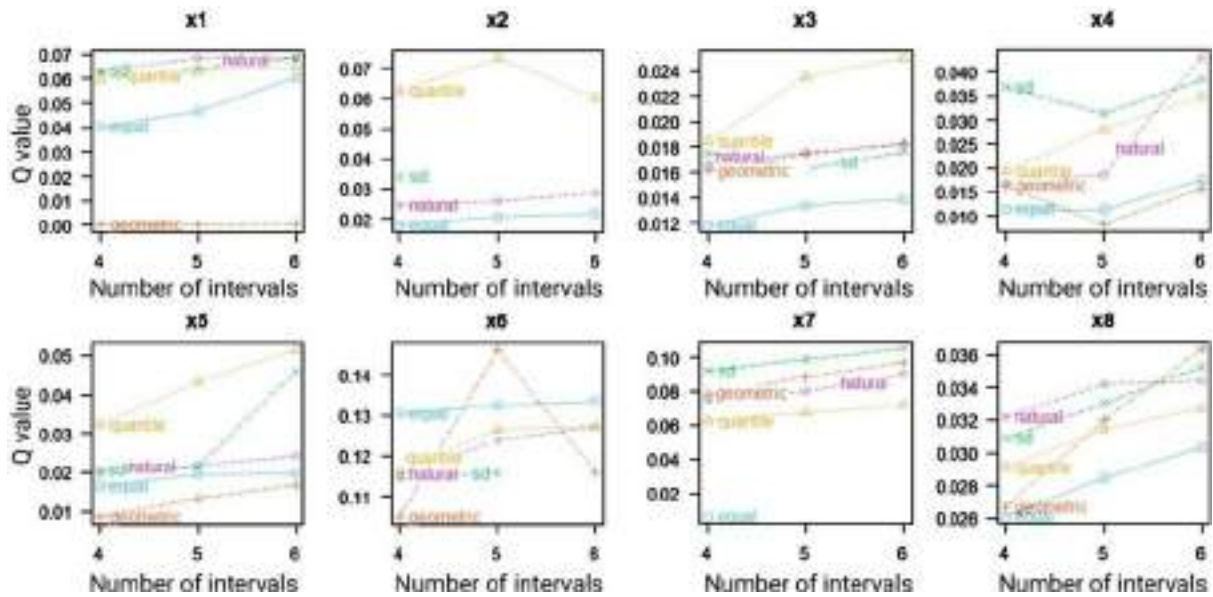 x1 x2 x3 x4
Q value
0.07
0.06
0.05
0.04
0.03
0.02
0.01
0.00
sd quantile natural
equal
geometric
4 5 6
Number of intervals
0.07
0.06
0.05
0.04
0.03
0.02
quantile
sd
natural
equal
4 5 6
Number of intervals
0.024
0.022
0.020
0.018
0.016
0.014
0.012
quantile
natural
geometric sd
equal
4 5 6
Number of intervals
0.040
0.035
0.030
0.025
0.020
0.015
0.010
sd
natural
quantile
geometric
equal
4 5 6
Number of intervals
x5 x6 x7 x8
Q value
0.05
0.04
0.03
0.02
0.01
quantile
sd natural
equal
geometric
4 5 6
Number of intervals
0.14
0.13
0.12
0.11
equal
quantile
natural sd
geometric
4 5 6
Number of intervals
0.10
0.08
0.06
0.04
0.02
sd
natural
geometric
quantile
equal
4 5 6
Number of intervals
0.036
0.034
0.032
0.030
0.028
0.026
natural
sd
quantile
geometric
equal
4 5 6
Number of intervals